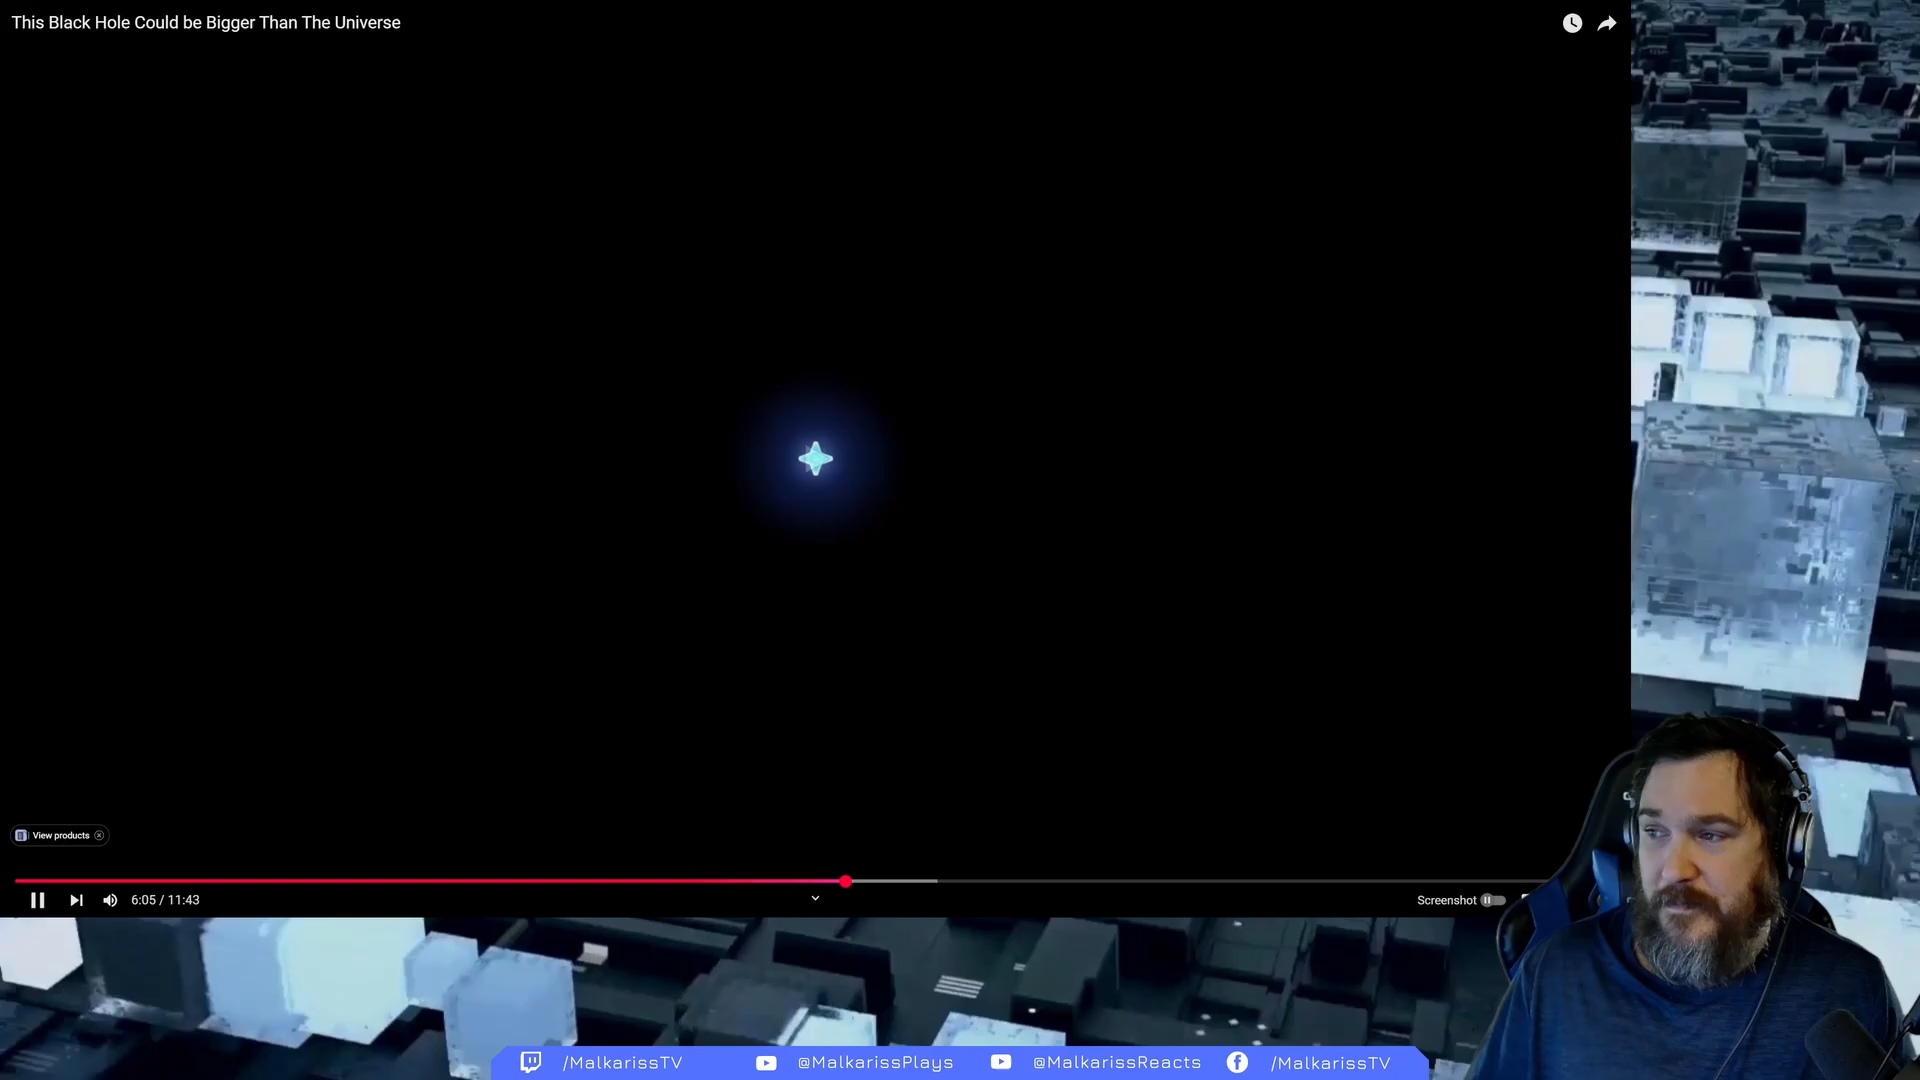 This Black Hole Could be Bigger Than The Universe
View products
6:05 / 11:43
Screenshot
/MalkarissTV
@MalkarissPlays
@MalkarissReacts
/MalkarissTV